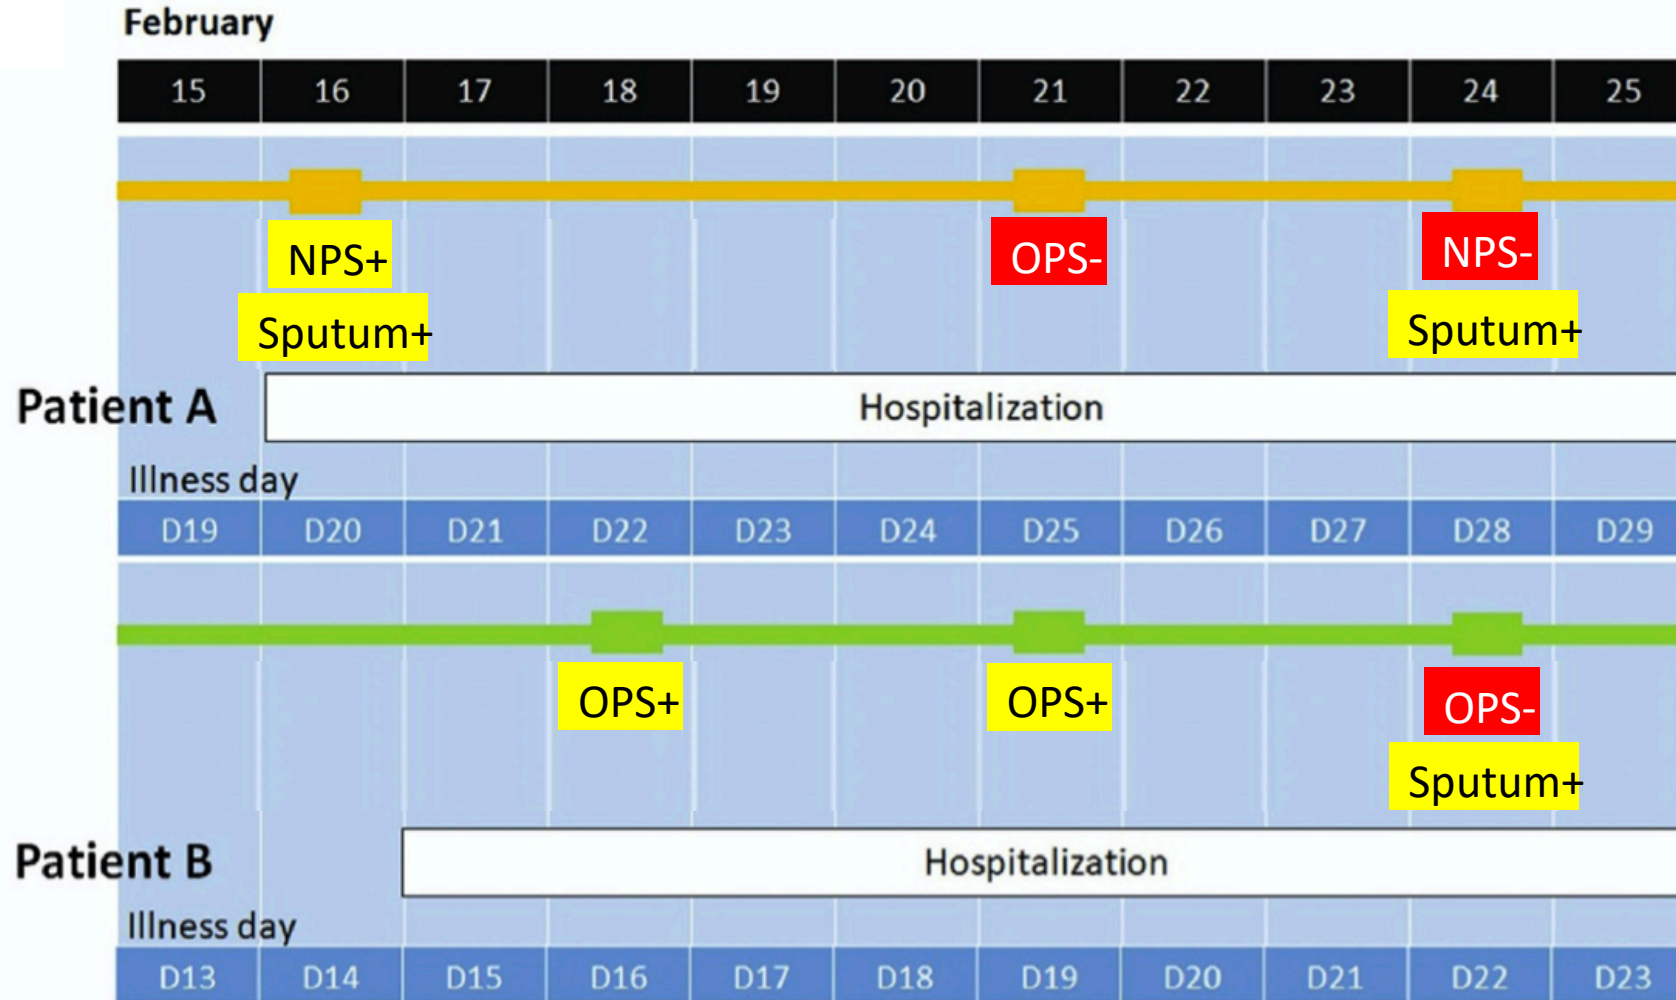 February
15 16 17 18 19 20 21 22 23 24 25
NPS+ OPS- NPS-
Sputum+ Sputum+
Patient A Hospitalization
Illness day
D19 D20 D21 D22 D23 D24 D25 D26 D27 D28 D29
OPS+ OPS+ OPS-
Sputum+
Patient B Hospitalization
Illness day
D13 D14 D15 D16 D17 D18 D19 D20 D21 D22 D23